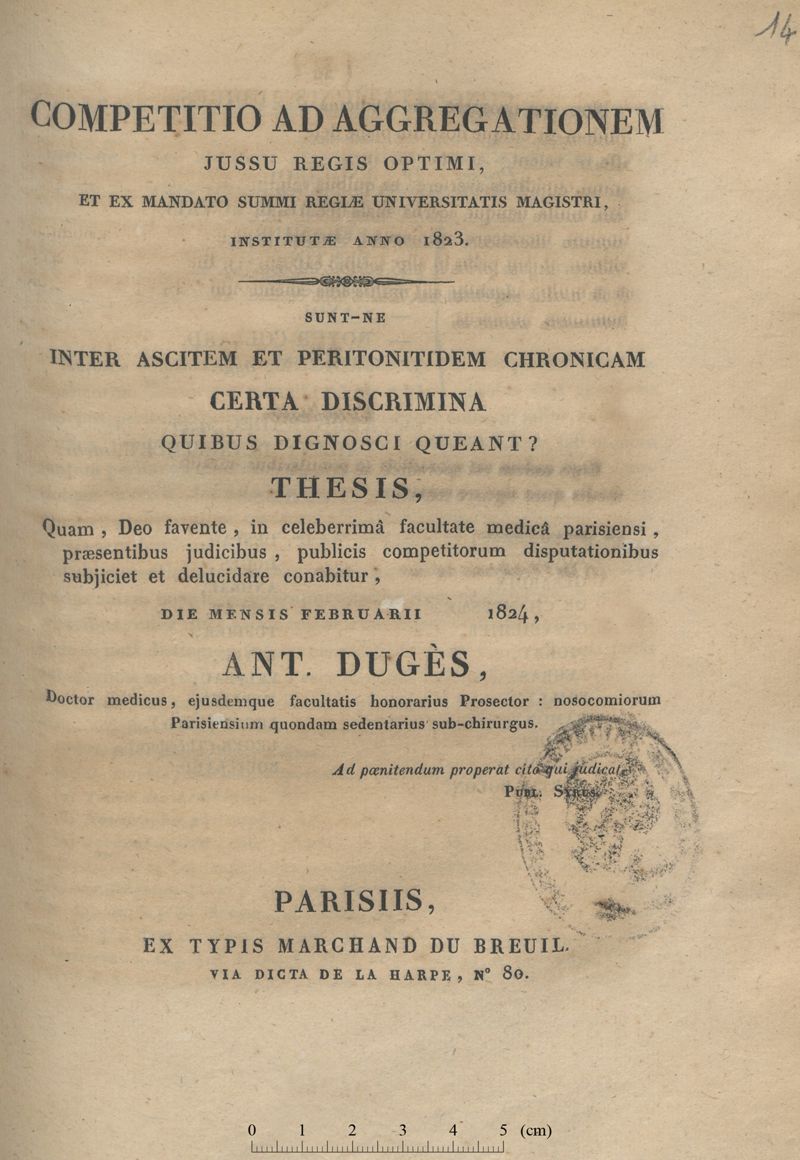 14
COMPETITIO AD AGGREGATIONEM
JUSSU REGIS OPTIMI,
ET EX MANDATO SUMMI REGIÆ UNIVERSITATIS MAGISTRI,
INSTITUTÆ ANNO 1823.
SUNT-NE
INTER ASCITEM ET PERITONITIDEM CHRONICAM
CERTA DISCRIMINA
QUIBUS DIGNOSCI QUEANT?
THESIS,
Quam, Deo favente, in celeberrimâ facultate medicâ parisiensi,
præsentibus judicibus, publicis competitorum disputationibus
subjiciet et delucidare conabitur,
DIE MENSIS FEBRUARII 1824,
ANT. DUGÈS,
Doctor medicus, ejusdemque facultatis honorarius Prosector : nosocomiorum
Parisiensium quondam sedentarius sub-chirurgus.
Ad pœnitendum properat citò qui judicat.
PUBL. SYRUS.
PARISIIS,
EX TYPIS MARCHAND DU BREUIL.
VIA DICTA DE LA HARPE, N° 80.
0 1 2 3 4 5 (cm)